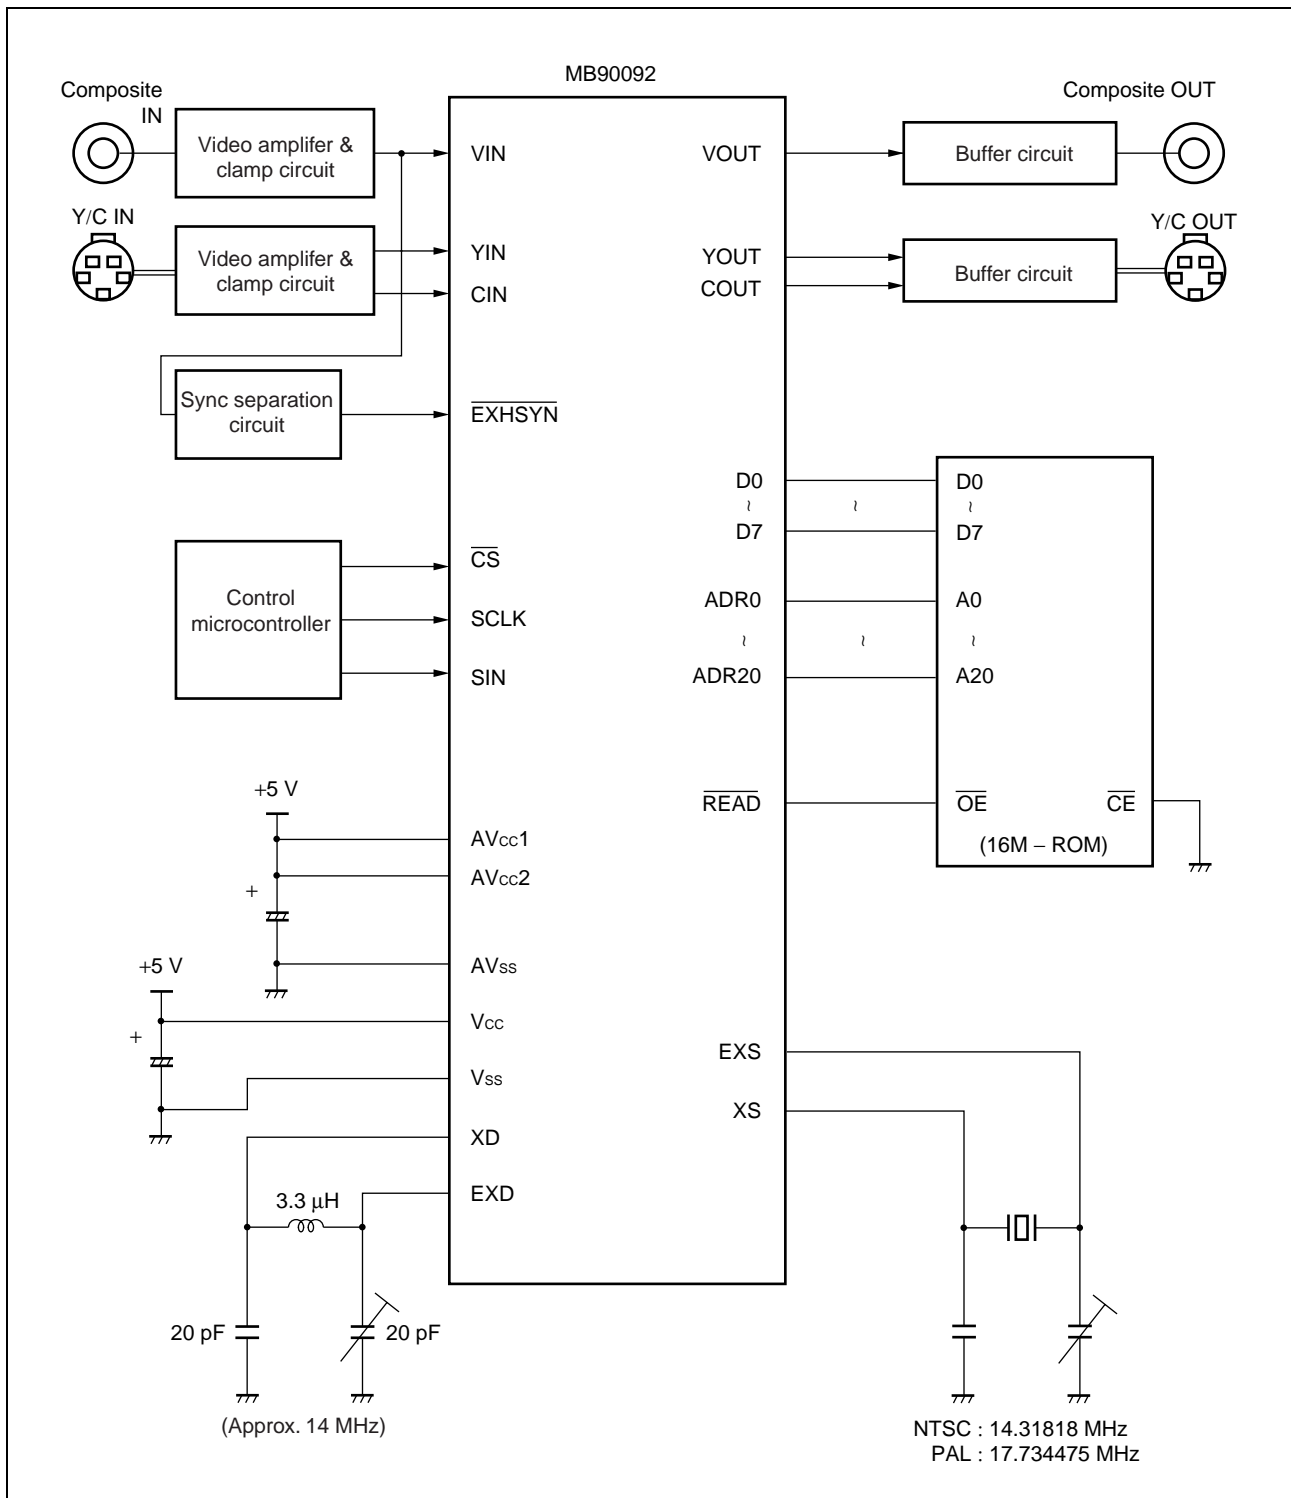 MB90092
Composite
IN
Composite OUT
Video amplifer &
clamp circuit
VIN
VOUT
Buffer circuit
Y/C IN
Y/C OUT
Video amplifer &
clamp circuit
YIN
CIN
YOUT
COUT
Buffer circuit
Sync separation
circuit
EXHSYN
D0
~
D7
~
D0
~
D7
Control
microcontroller
CS
SCLK
SIN
ADR0
~
ADR20
~
A0
~
A20
READ
OE
CE
(16M – ROM)
+5 V
AVCC1
AVCC2
+
AVSS
+5 V
VCC
+
VSS
EXS
XS
XD
EXD
3.3 μH
20 pF
20 pF
(Approx. 14 MHz)
NTSC : 14.31818 MHz
PAL : 17.734475 MHz